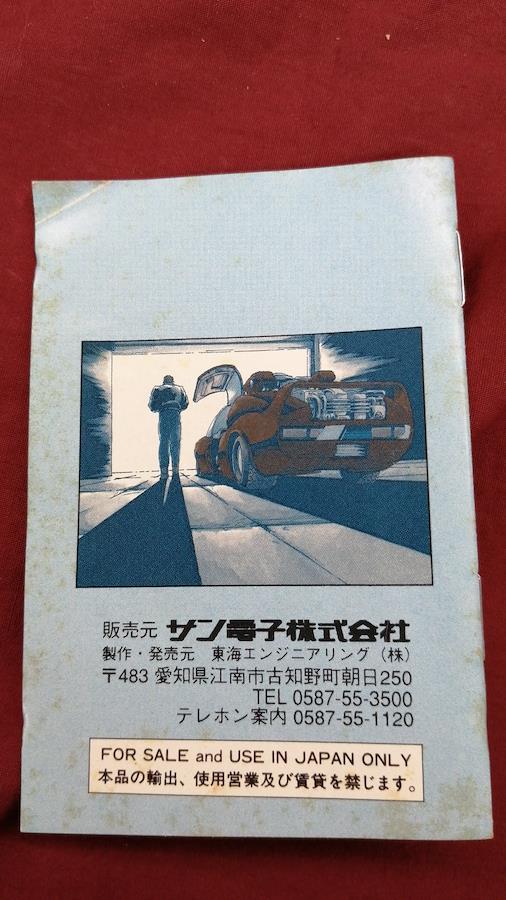 販売元 サン電子株式会社
製作・発売元 東海エンジニアリング（株）
〒483 愛知県江南市古知野町朝日250
TEL 0587-55-3500
テレホン案内 0587-55-1120
FOR SALE and USE IN JAPAN ONLY
本品の輸出、使用営業及び賃貸を禁じます。